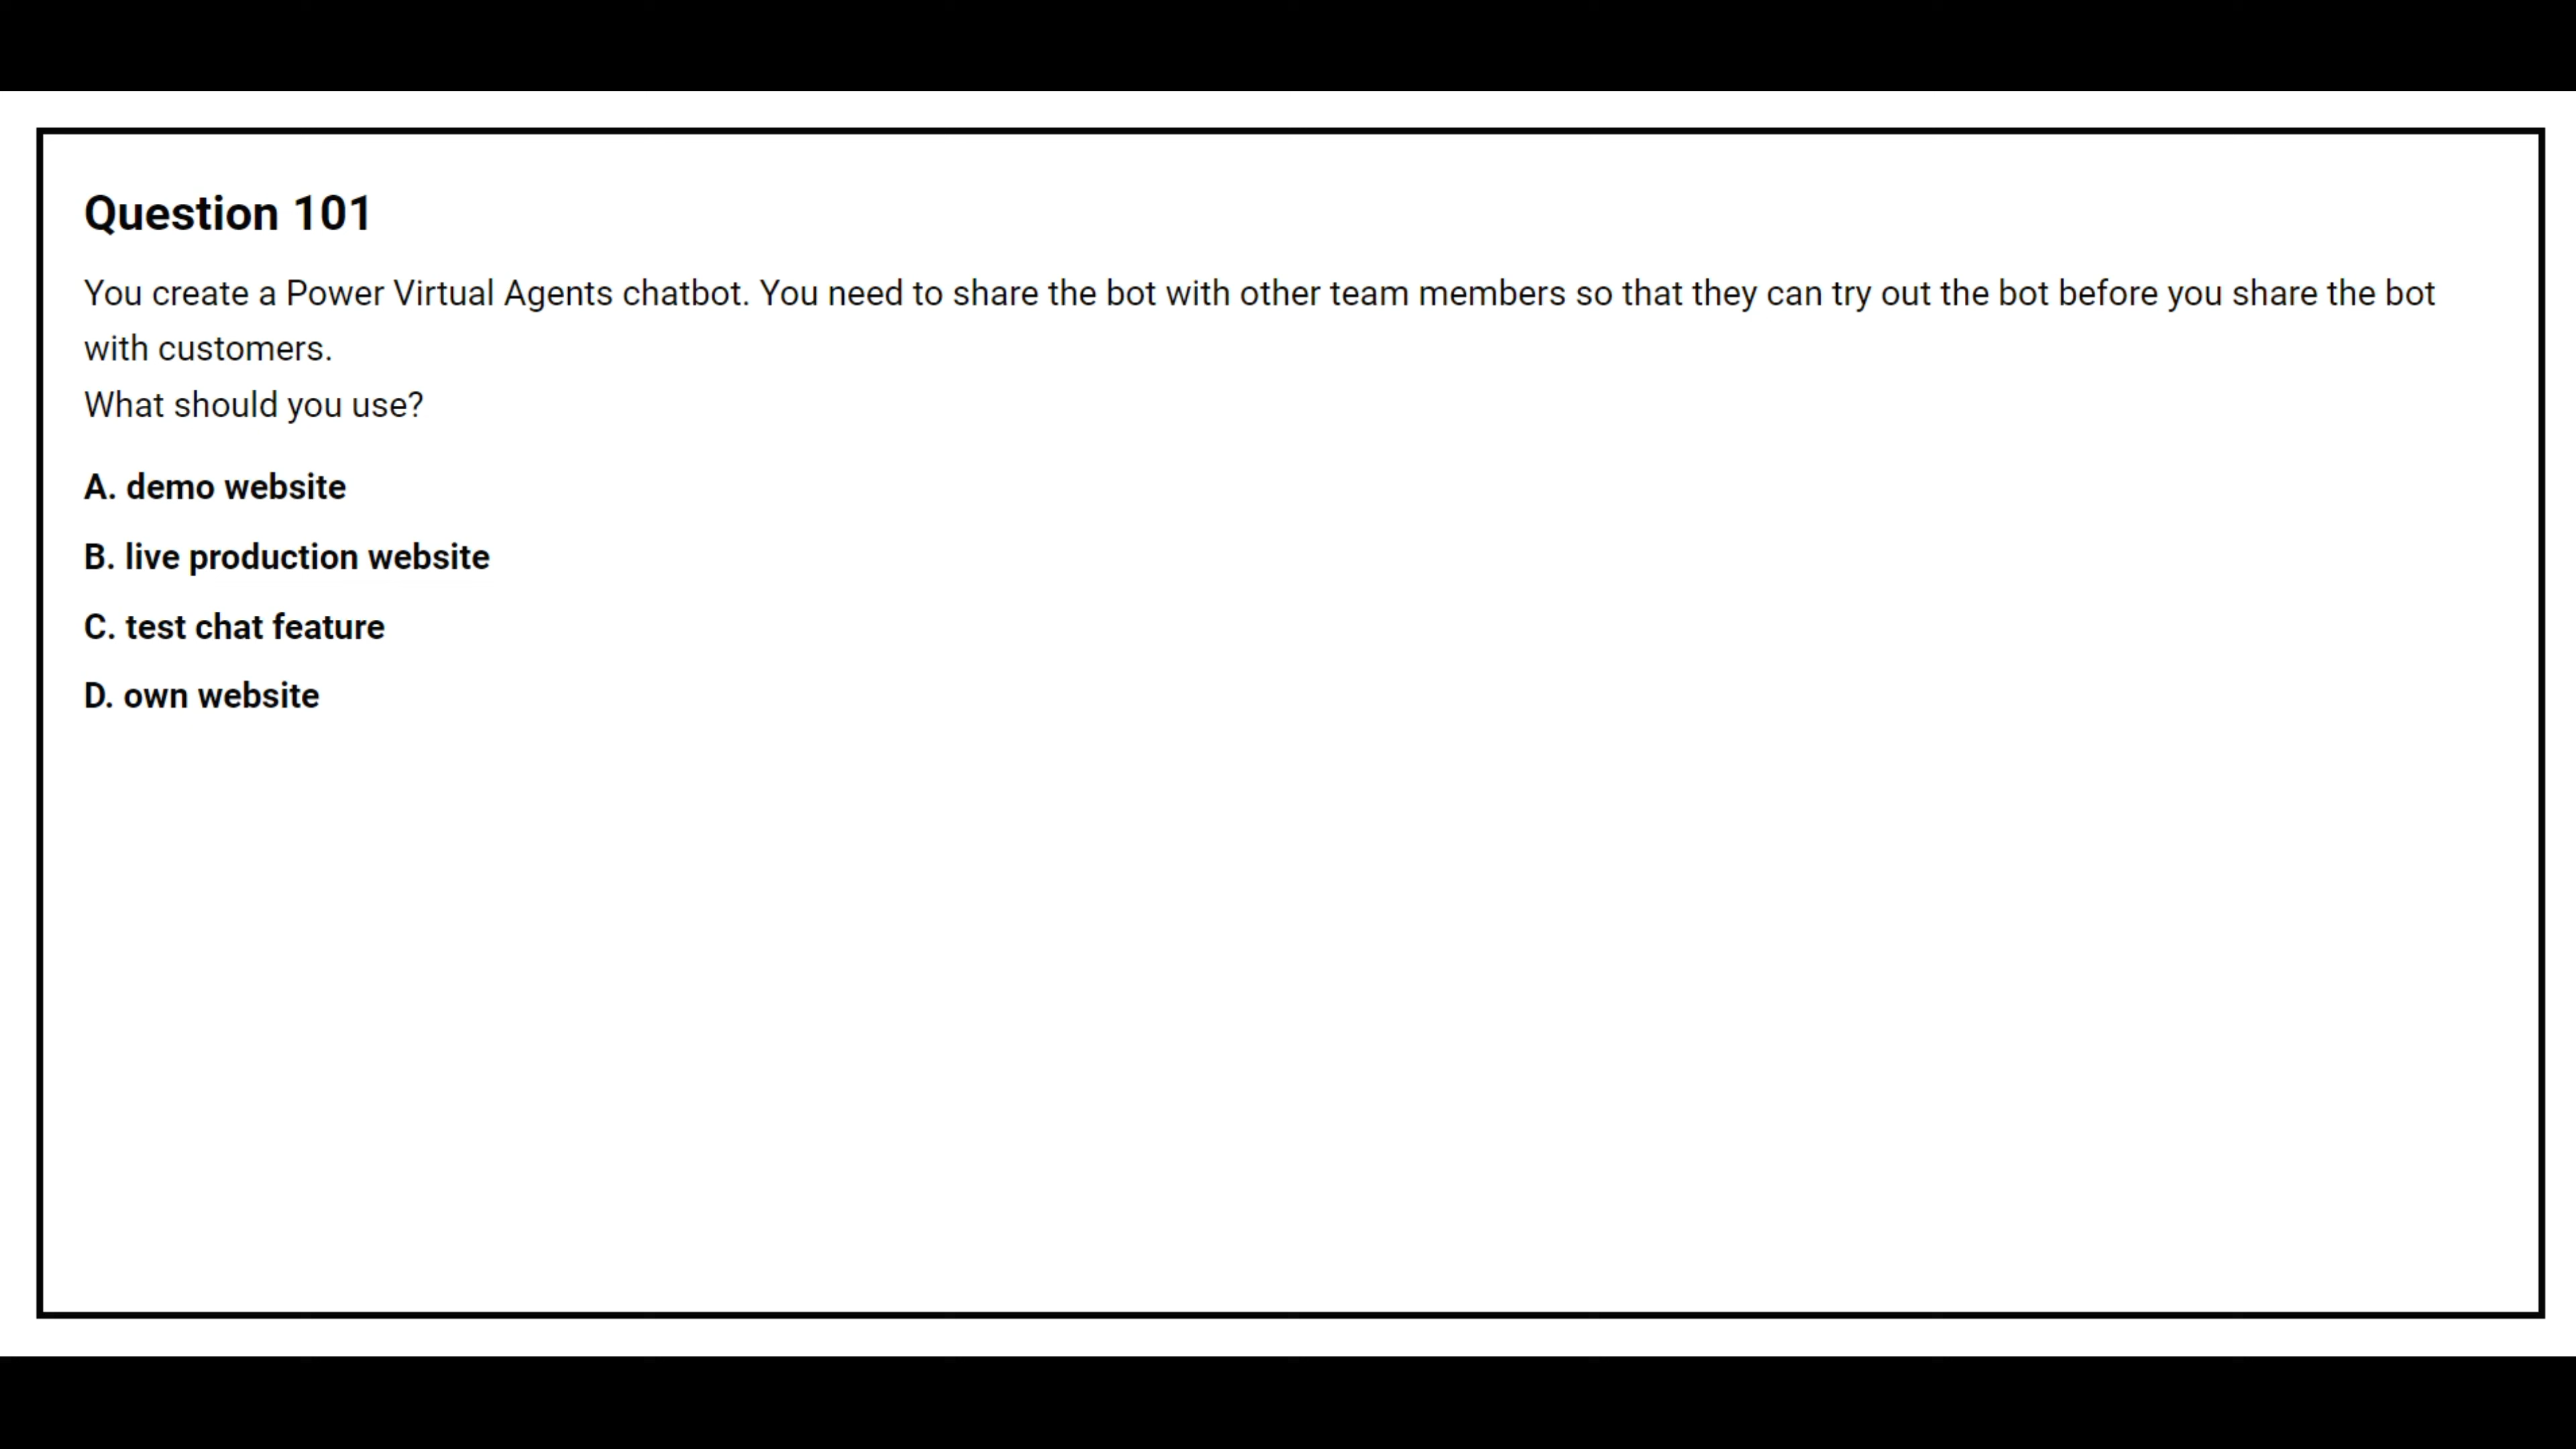 Question 101
You create a Power Virtual Agents chatbot. You need to share the bot with other team members so that they can try out the bot before you share the bot
with customers.
What should you use?
A. demo website
B. live production website
C. test chat feature
D. own website